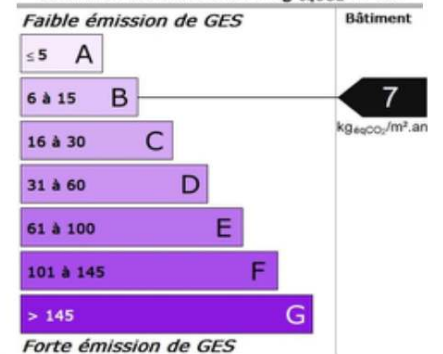 Faible émission de GES
Bâtiment
≤ 5 A
6 à 15 B
7
kgéqCO₂/m².an
16 à 30 C
31 à 60 D
61 à 100 E
101 à 145 F
> 145 G
Forte émission de GES